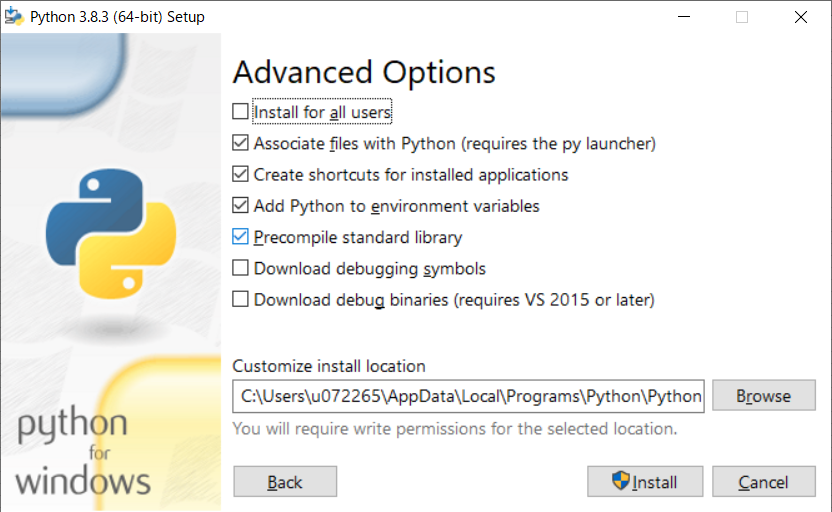 Python 3.8.3 (64-bit) Setup
Advanced Options
Install for all users
Associate files with Python (requires the py launcher)
Create shortcuts for installed applications
Add Python to environment variables
Precompile standard library
Download debugging symbols
Download debug binaries (requires VS 2015 or later)
Customize install location
C:\Users\u072265\AppData\Local\Programs\Python\Python
Browse
You will require write permissions for the selected location.
python
for
windows
Back
Install
Cancel